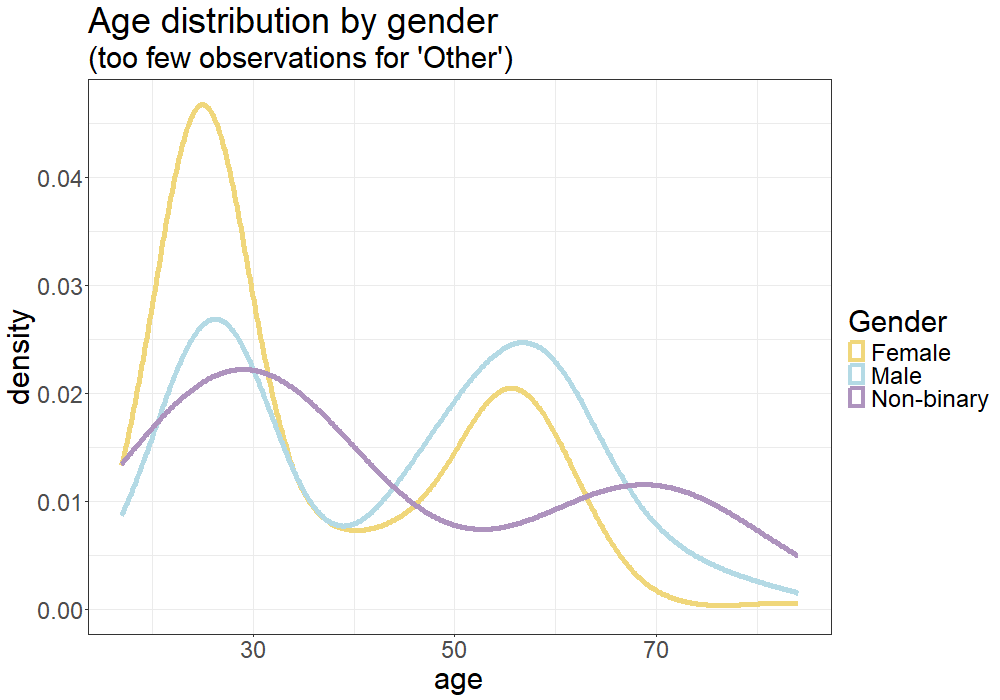 Age distribution by gender
(too few observations for 'Other')
density
0.04
0.03
0.02
0.01
0.00
30 50 70
age
Gender
Female
Male
Non-binary